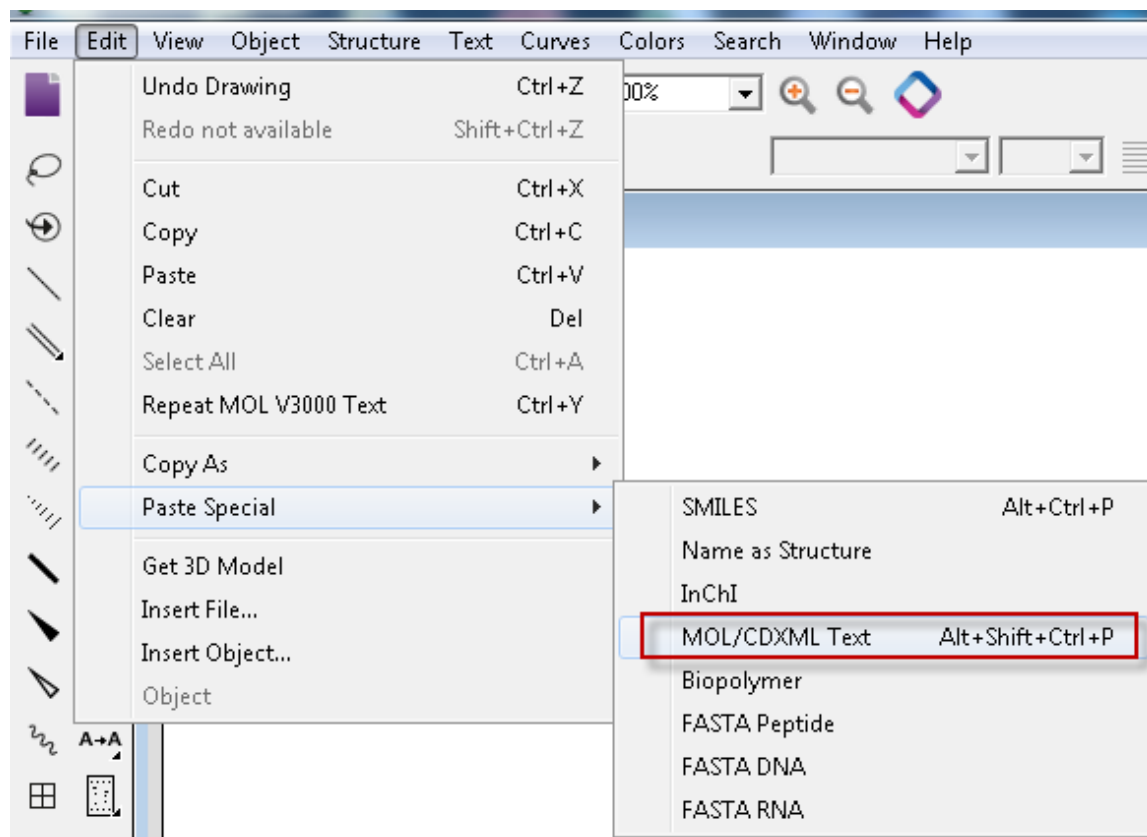 File Edit View Object Structure Text Curves Colors Search Window Help
Undo Drawing Ctrl+Z
00%
Redo not available Shift+Ctrl+Z
Cut Ctrl+X
Copy Ctrl+C
Paste Ctrl+V
Clear Del
Select All Ctrl+A
Repeat MOL V3000 Text Ctrl+Y
Copy As
Paste Special
SMILES Alt+Ctrl+P
Name as Structure
Get 3D Model
InChI
Insert File...
MOL/CDXML Text Alt+Shift+Ctrl+P
Insert Object...
Biopolymer
Object
FASTA Peptide
A→A
FASTA DNA
FASTA RNA